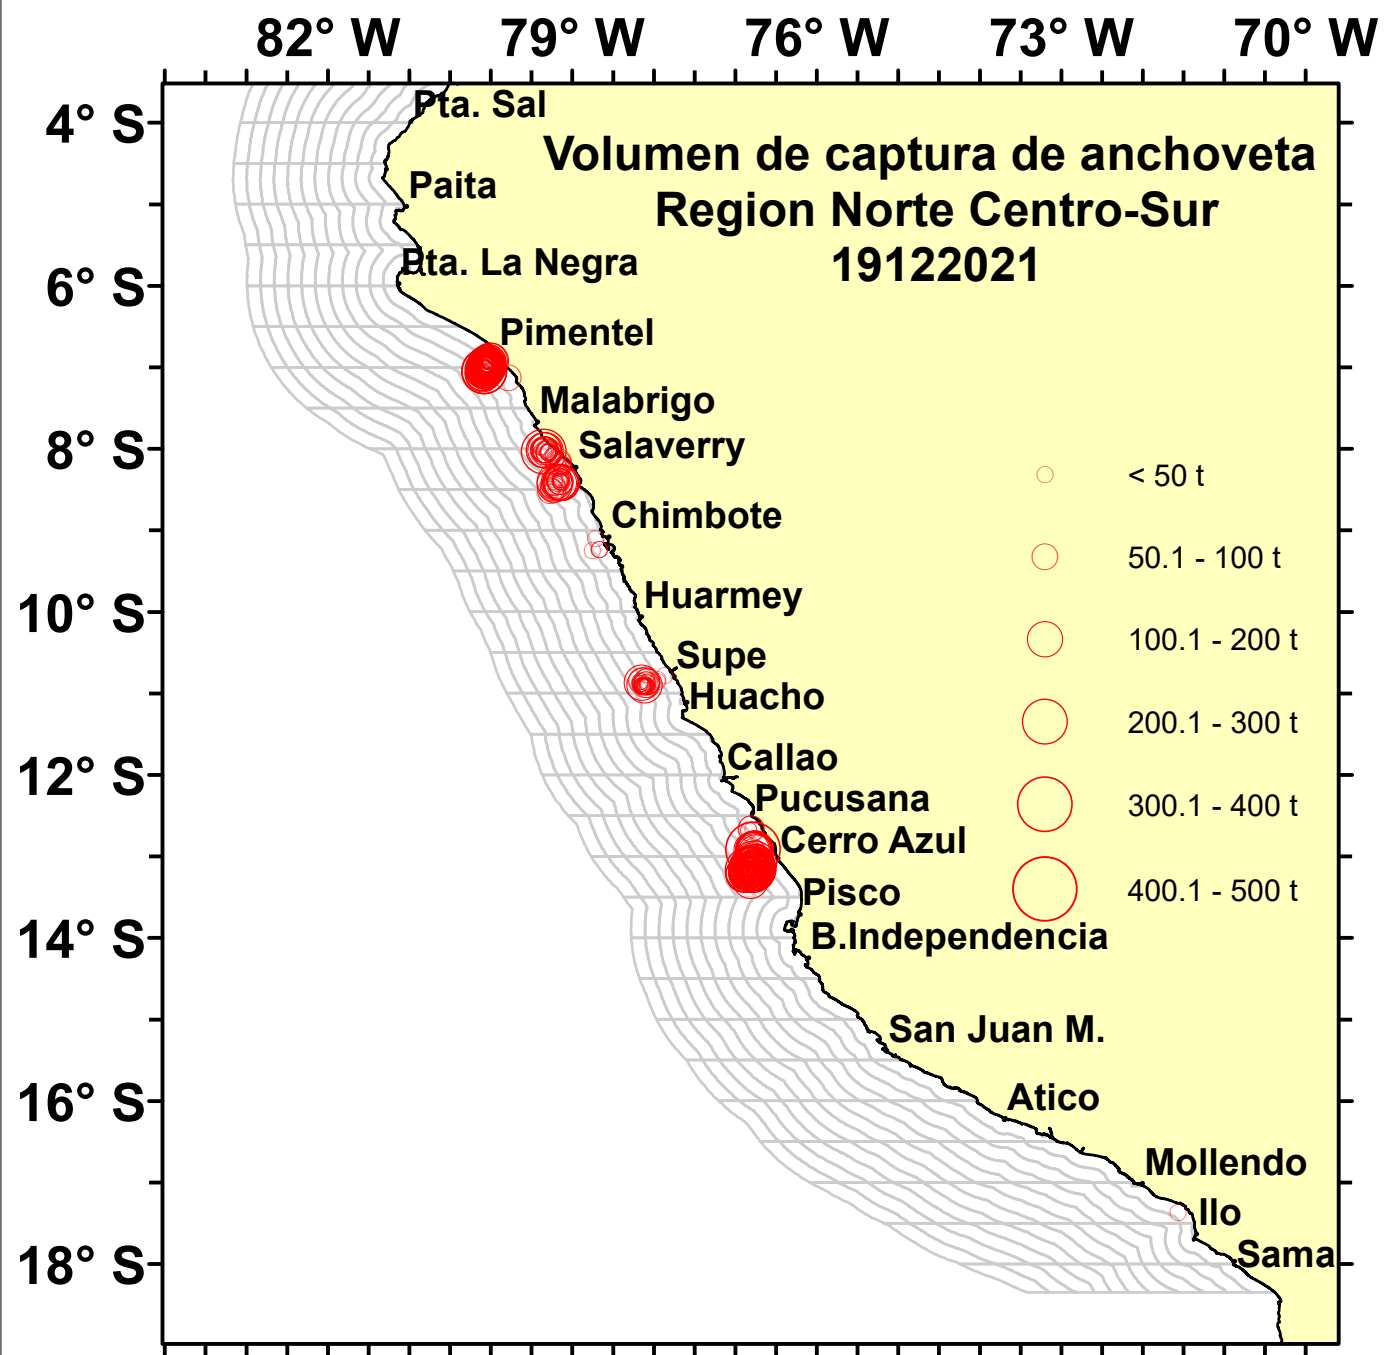 82° W 79° W 76° W 73° W 70° W
4° S
6° S
8° S
10° S
12° S
14° S
16° S
18° S
Volumen de captura de anchoveta
Region Norte Centro-Sur
19122021
Pta. Sal
Paita
Pta. La Negra
Pimentel
Malabrigo
Salaverry
Chimbote
Huarmey
Supe
Huacho
Callao
Pucusana
Cerro Azul
Pisco
B.Independencia
San Juan M.
Atico
Mollendo
Ilo
Sama
< 50 t
50.1 - 100 t
100.1 - 200 t
200.1 - 300 t
300.1 - 400 t
400.1 - 500 t